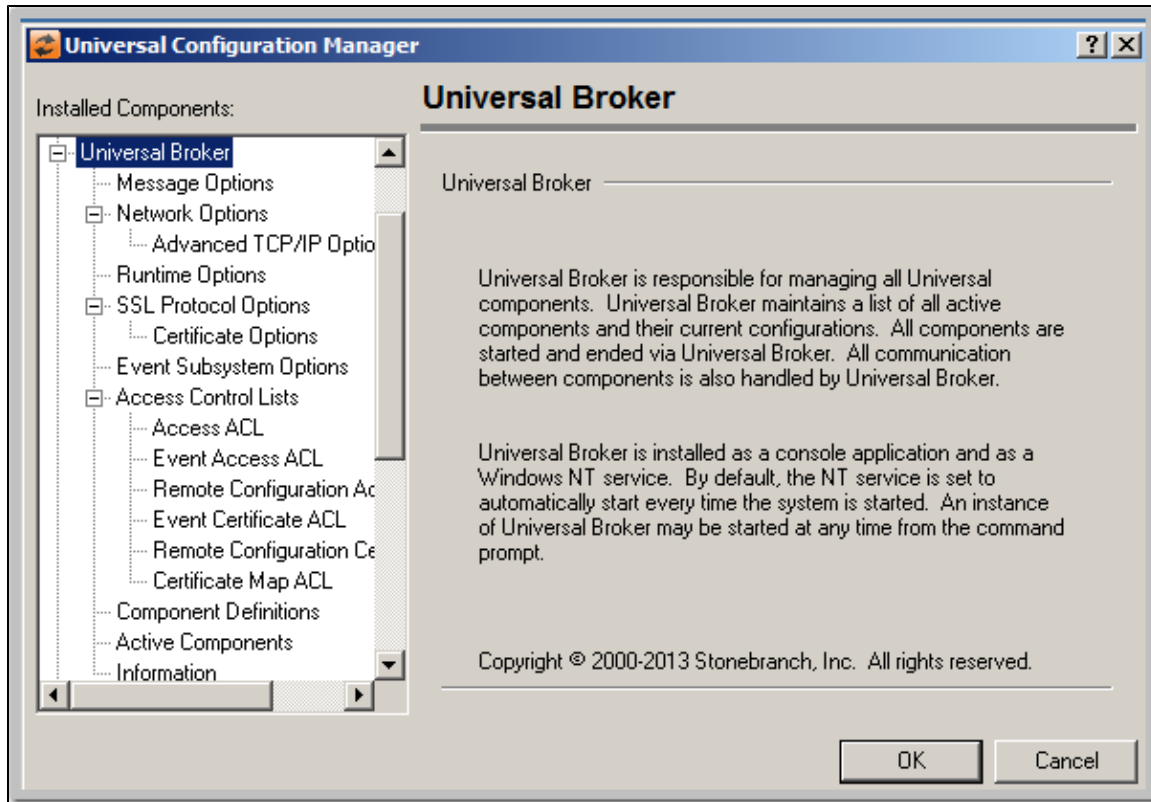 Universal Configuration Manager
Installed Components:
Universal Broker
Message Options
Network Options
Advanced TCP/IP Optio
Runtime Options
SSL Protocol Options
Certificate Options
Event Subsystem Options
Access Control Lists
Access ACL
Event Access ACL
Remote Configuration Ac
Event Certificate ACL
Remote Configuration Ce
Certificate Map ACL
Component Definitions
Active Components
Information
Universal Broker
Universal Broker
Universal Broker is responsible for managing all Universal
components. Universal Broker maintains a list of all active
components and their current configurations. All components are
started and ended via Universal Broker. All communication
between components is also handled by Universal Broker.
Universal Broker is installed as a console application and as a
Windows NT service. By default, the NT service is set to
automatically start every time the system is started. An instance
of Universal Broker may be started at any time from the command
prompt.
Copyright © 2000-2013 Stonebranch, Inc. All rights reserved.
OK
Cancel